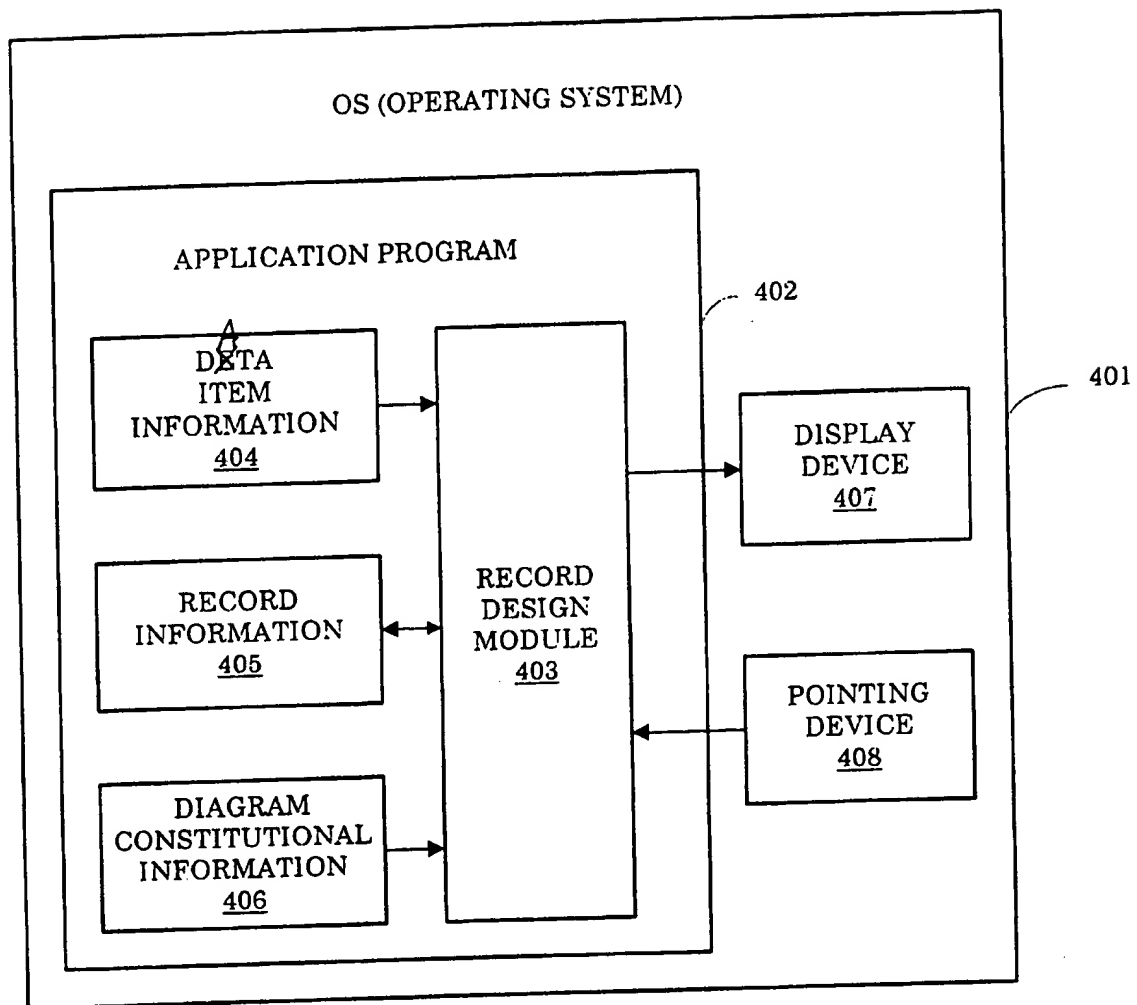 OS (OPERATING SYSTEM)
APPLICATION PROGRAM
402
401
A
DETA
ITEM
INFORMATION
404
RECORD
INFORMATION
405
DIAGRAM
CONSTITUTIONAL
INFORMATION
406
RECORD
DESIGN
MODULE
403
DISPLAY
DEVICE
407
POINTING
DEVICE
408